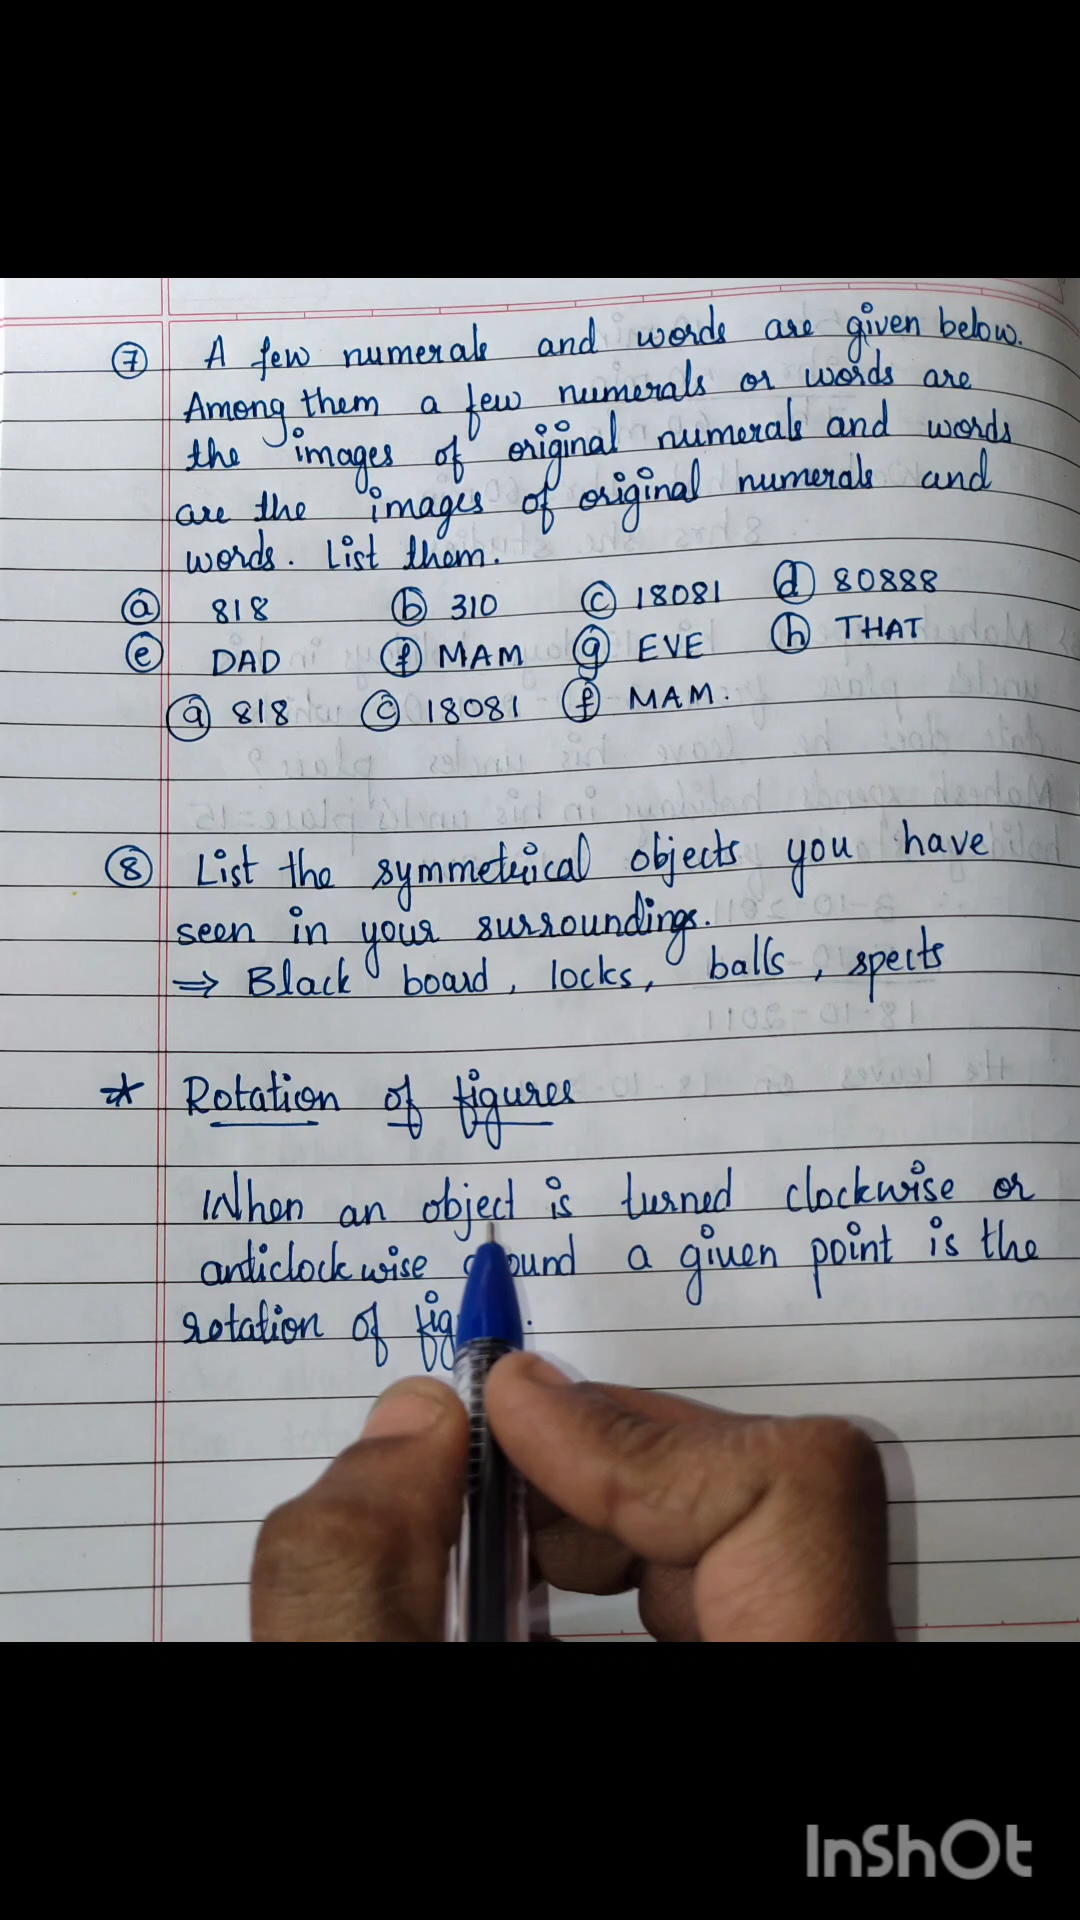 7 A few numerals and words are given below.
Among them a few numerals or words are
the images of original numerals and words
are the images of original numerals and
words. List them.
a 818 b 310 c 18081 d 80888
e DAD f MAM g EVE h THAT
a 818 c 18081 f MAM.
8 List the symmetrical objects you have
seen in your surroundings.
⇒ Black board, locks, balls, spects
* Rotation of figures
When an object is turned clockwise or
anticlockwise around a given point is the
rotation of
InShOt